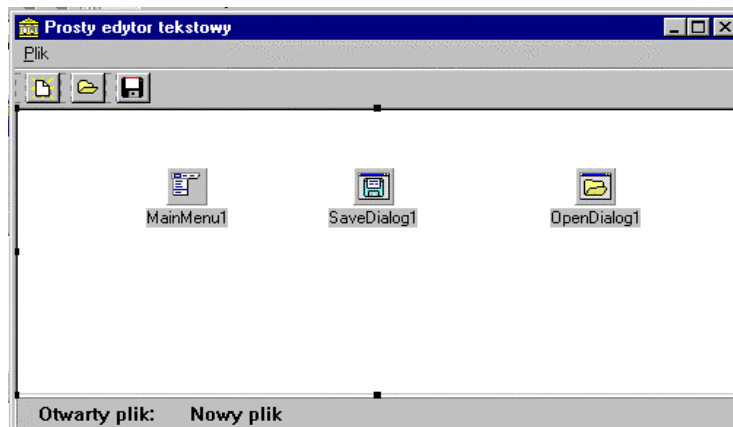 Prosty edytor tekstowy
Plik
MainMenu1 SaveDialog1 OpenDialog1
Otwarty plik: Nowy plik